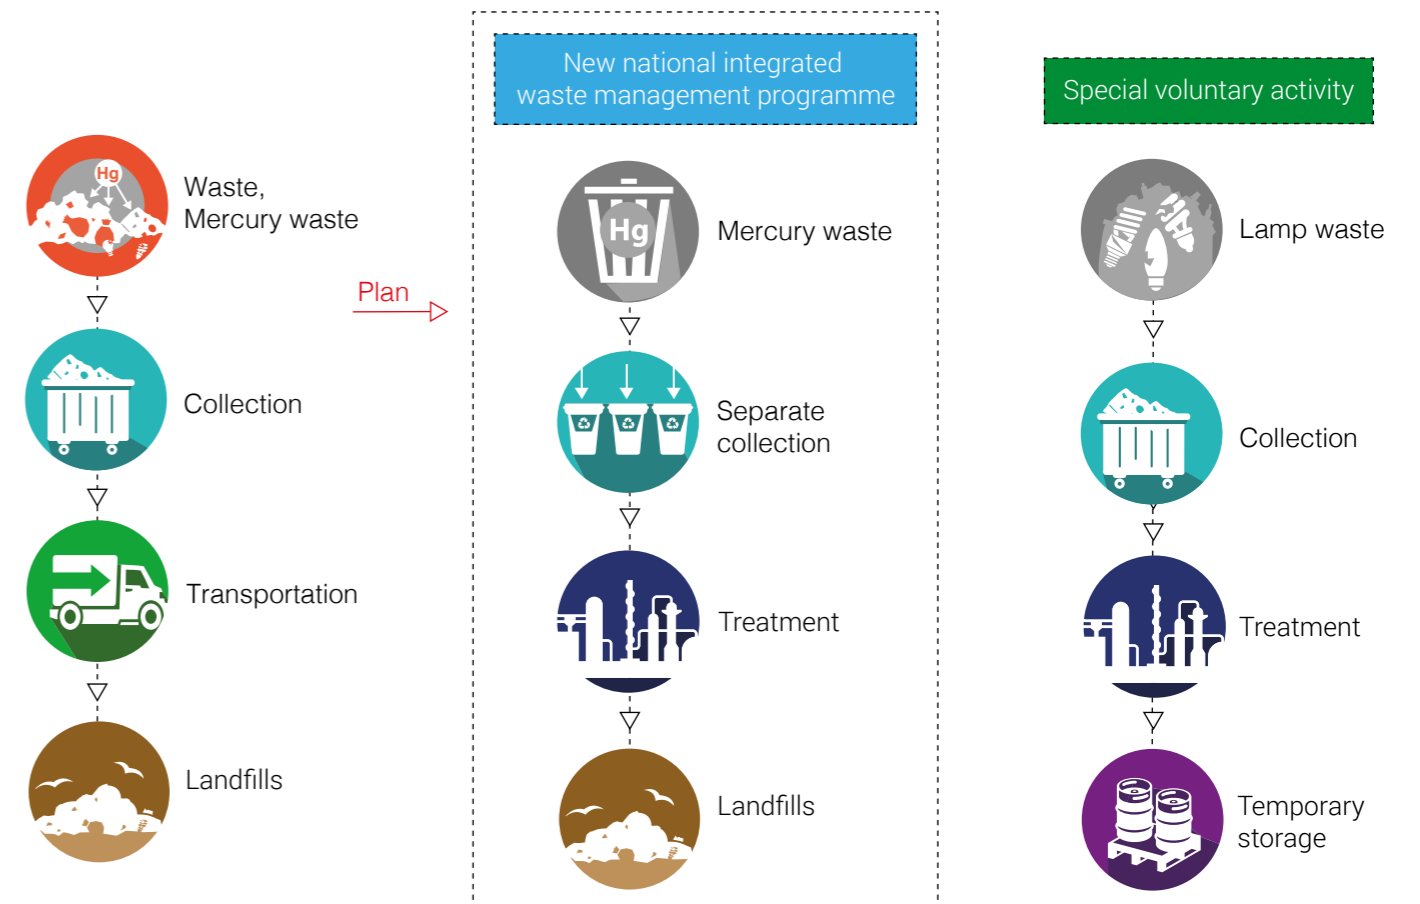 Hg
Waste,
Mercury waste
Collection
Transportation
Landfills
Plan
New national integrated
waste management programme
Hg
Mercury waste
Separate
collection
Treatment
Landfills
Special voluntary activity
Lamp waste
Collection
Treatment
Temporary
storage